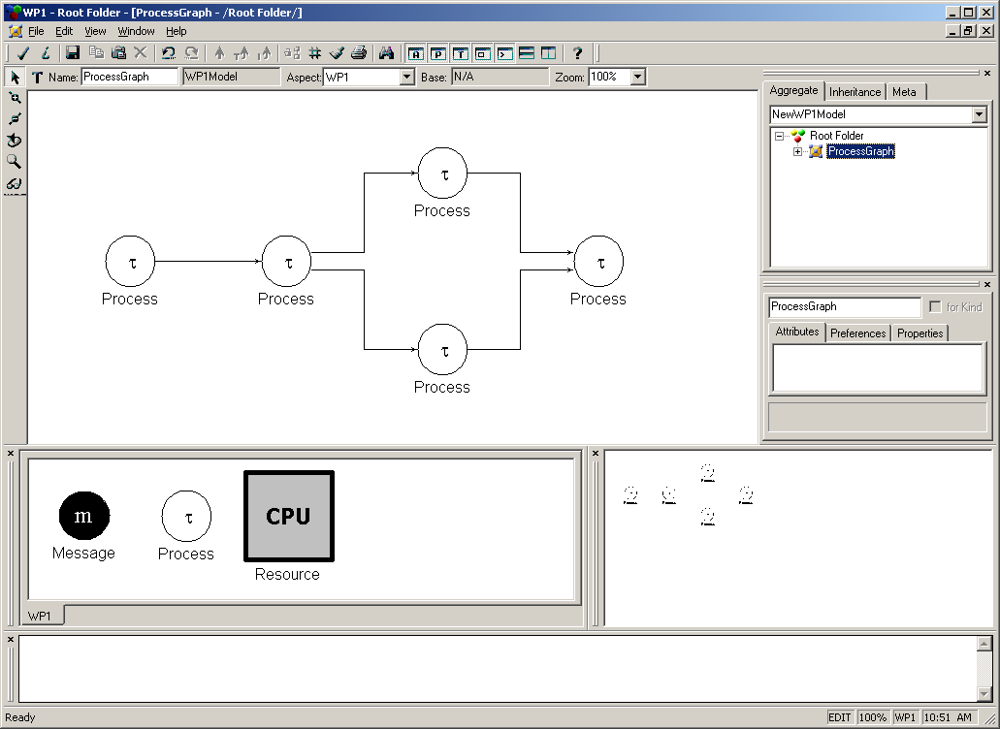 WP1 - Root Folder - [ProcessGraph - /Root Folder/]
File Edit View Window Help
A P T ?
T Name: ProcessGraph WP1Model Aspect: WP1 Base: N/A Zoom: 100%
τ
Process
τ
Process
τ
Process
τ
Process
τ
Process
Aggregate Inheritance Meta
NewWP1Model
Root Folder
ProcessGraph
ProcessGraph for Kind
Attributes Preferences Properties
m
Message
τ
Process
CPU
Resource
WP1
Ready EDIT 100% WP1 10:51 AM